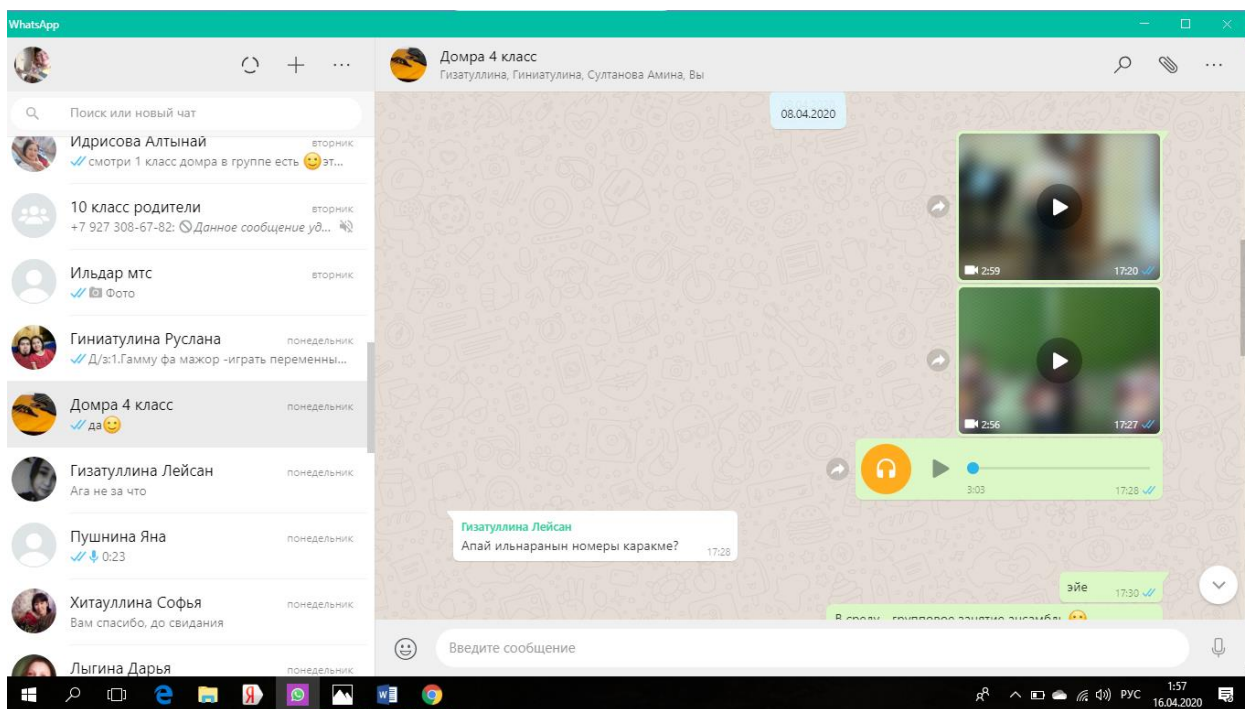 WhatsApp
Домра 4 класс
Гизатуллина, Гиниатулина, Султанова Амина, Вы
Поиск или новый чат
Идрисова Алтынай
вторник
смотри 1 класс домра в группе есть 😊эт...
10 класс родители
вторник
+7 927 308-67-82: Данное сообщение уд...
Ильдар мтс
вторник
Фото
Гиниатулина Руслана
понедельник
Д/з:1.Гамму фа мажор -играть переменны...
Домра 4 класс
понедельник
да😊
Гизатуллина Лейсан
понедельник
Ага не за что
Пушнина Яна
понедельник
0:23
Хитауллина Софья
понедельник
Вам спасибо, до свидания
Лыгина Дарья
понедельник
08.04.2020
2:59
17:20
2:56
17:27
3:03
17:28
Гизатуллина Лейсан
Апай ильнаранын номеры каракме?
17:28
эйе
17:30
В среду - групповое занятие ансамбль
Введите сообщение
РУС
1:57
16.04.2020